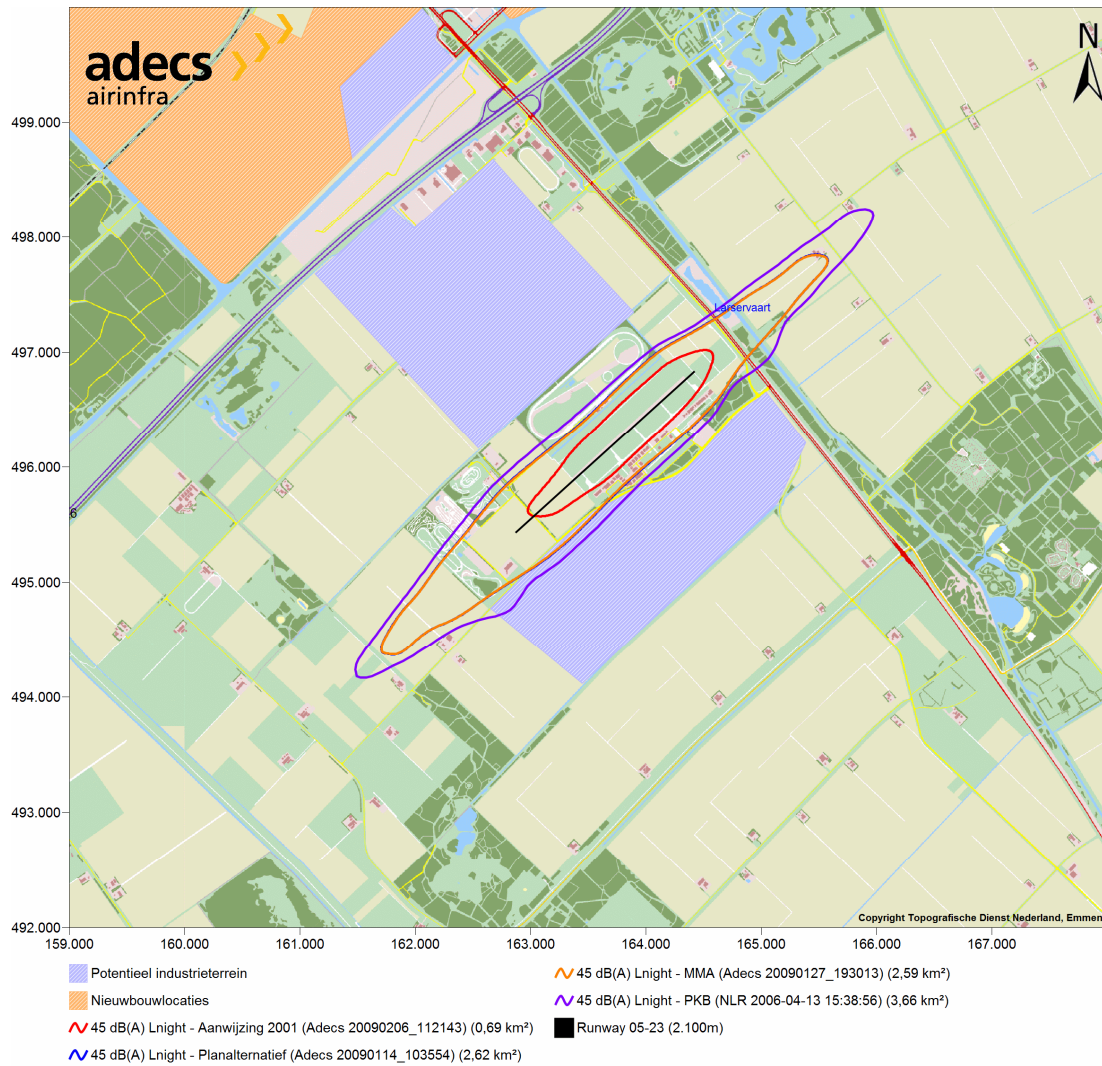 adecs
airinfra
N
499.000
498.000
Larservaart
497.000
496.000
6
495.000
494.000
493.000
Copyright Topografische Dienst Nederland, Emmen
492.000
159.000 160.000 161.000 162.000 163.000 164.000 165.000 166.000 167.000
Potentieel industrieterrein
Nieuwbouwlocaties
45 dB(A) Lnight - Aanwijzing 2001 (Adecs 20090206_112143) (0,69 km²)
45 dB(A) Lnight - Planalternatief (Adecs 20090114_103554) (2,62 km²)
45 dB(A) Lnight - MMA (Adecs 20090127_193013) (2,59 km²)
45 dB(A) Lnight - PKB (NLR 2006-04-13 15:38:56) (3,66 km²)
Runway 05-23 (2.100m)